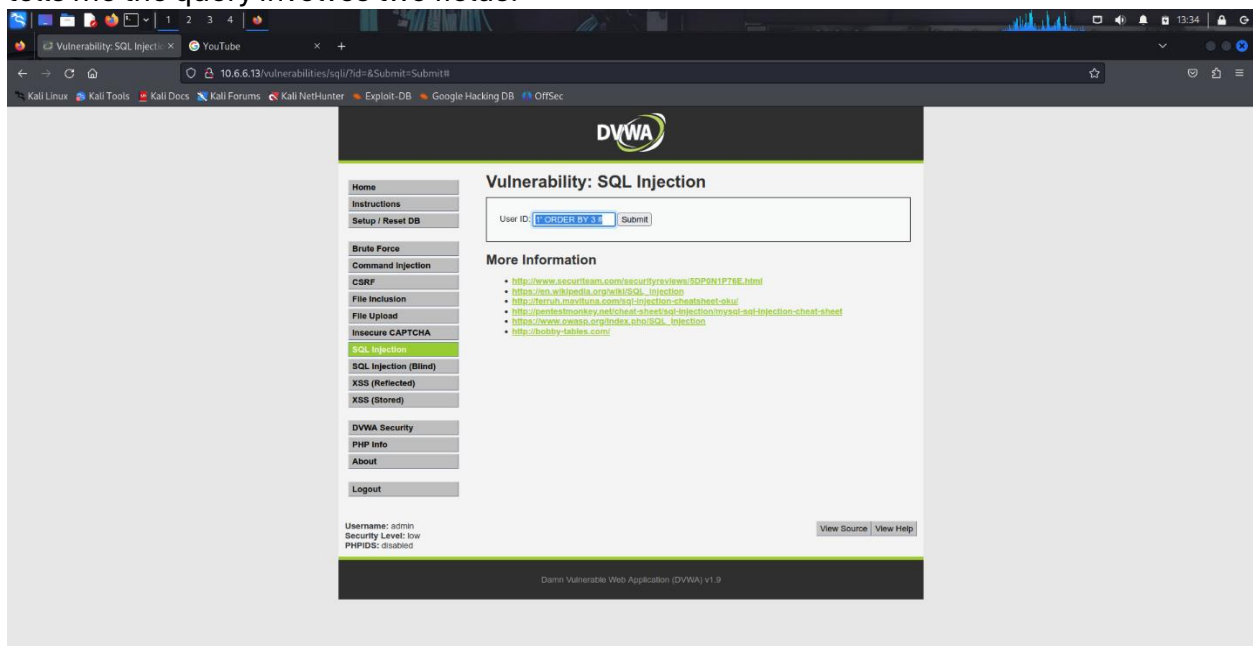 tells me the query involves two fields.
1 2 3 4
13:34
Vulnerability: SQL Injectio
YouTube
10.6.6.13/vulnerabilities/sqli/?id=&Submit=Submit#
Kali Linux Kali Tools Kali Docs Kali Forums Kali NetHunter Exploit-DB Google Hacking DB OffSec
DVWA
Vulnerability: SQL Injection
User ID: 1' ORDER BY 3 # Submit
More Information
http://www.securiteam.com/securityreviews/5DP0N1P76E.html
https://en.wikipedia.org/wiki/SQL_injection
http://ferruh.mavituna.com/sql-injection-cheatsheet-oku/
http://pentestmonkey.net/cheat-sheet/sql-injection/mysql-sql-injection-cheat-sheet
https://www.owasp.org/index.php/SQL_Injection
http://bobby-tables.com/
Home
Instructions
Setup / Reset DB
Brute Force
Command Injection
CSRF
File Inclusion
File Upload
Insecure CAPTCHA
SQL Injection
SQL Injection (Blind)
XSS (Reflected)
XSS (Stored)
DVWA Security
PHP Info
About
Logout
Username: admin
Security Level: low
PHPIDS: disabled
View Source View Help
Damn Vulnerable Web Application (DVWA) v1.9